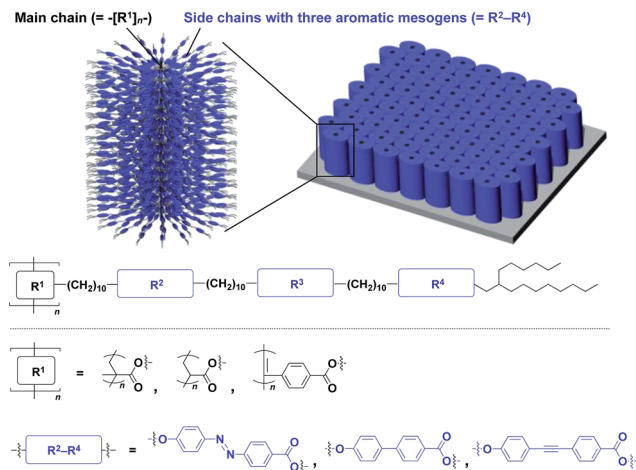 Main chain (= -[R¹]n-)
Side chains with three aromatic mesogens (= R²–R⁴)
R¹ —(CH₂)₁₀— R² —(CH₂)₁₀— R³ —(CH₂)₁₀— R⁴
n
R¹ = n O O , n O O , n O O
n
R²–R⁴ = O N N O O , O O O , O O O